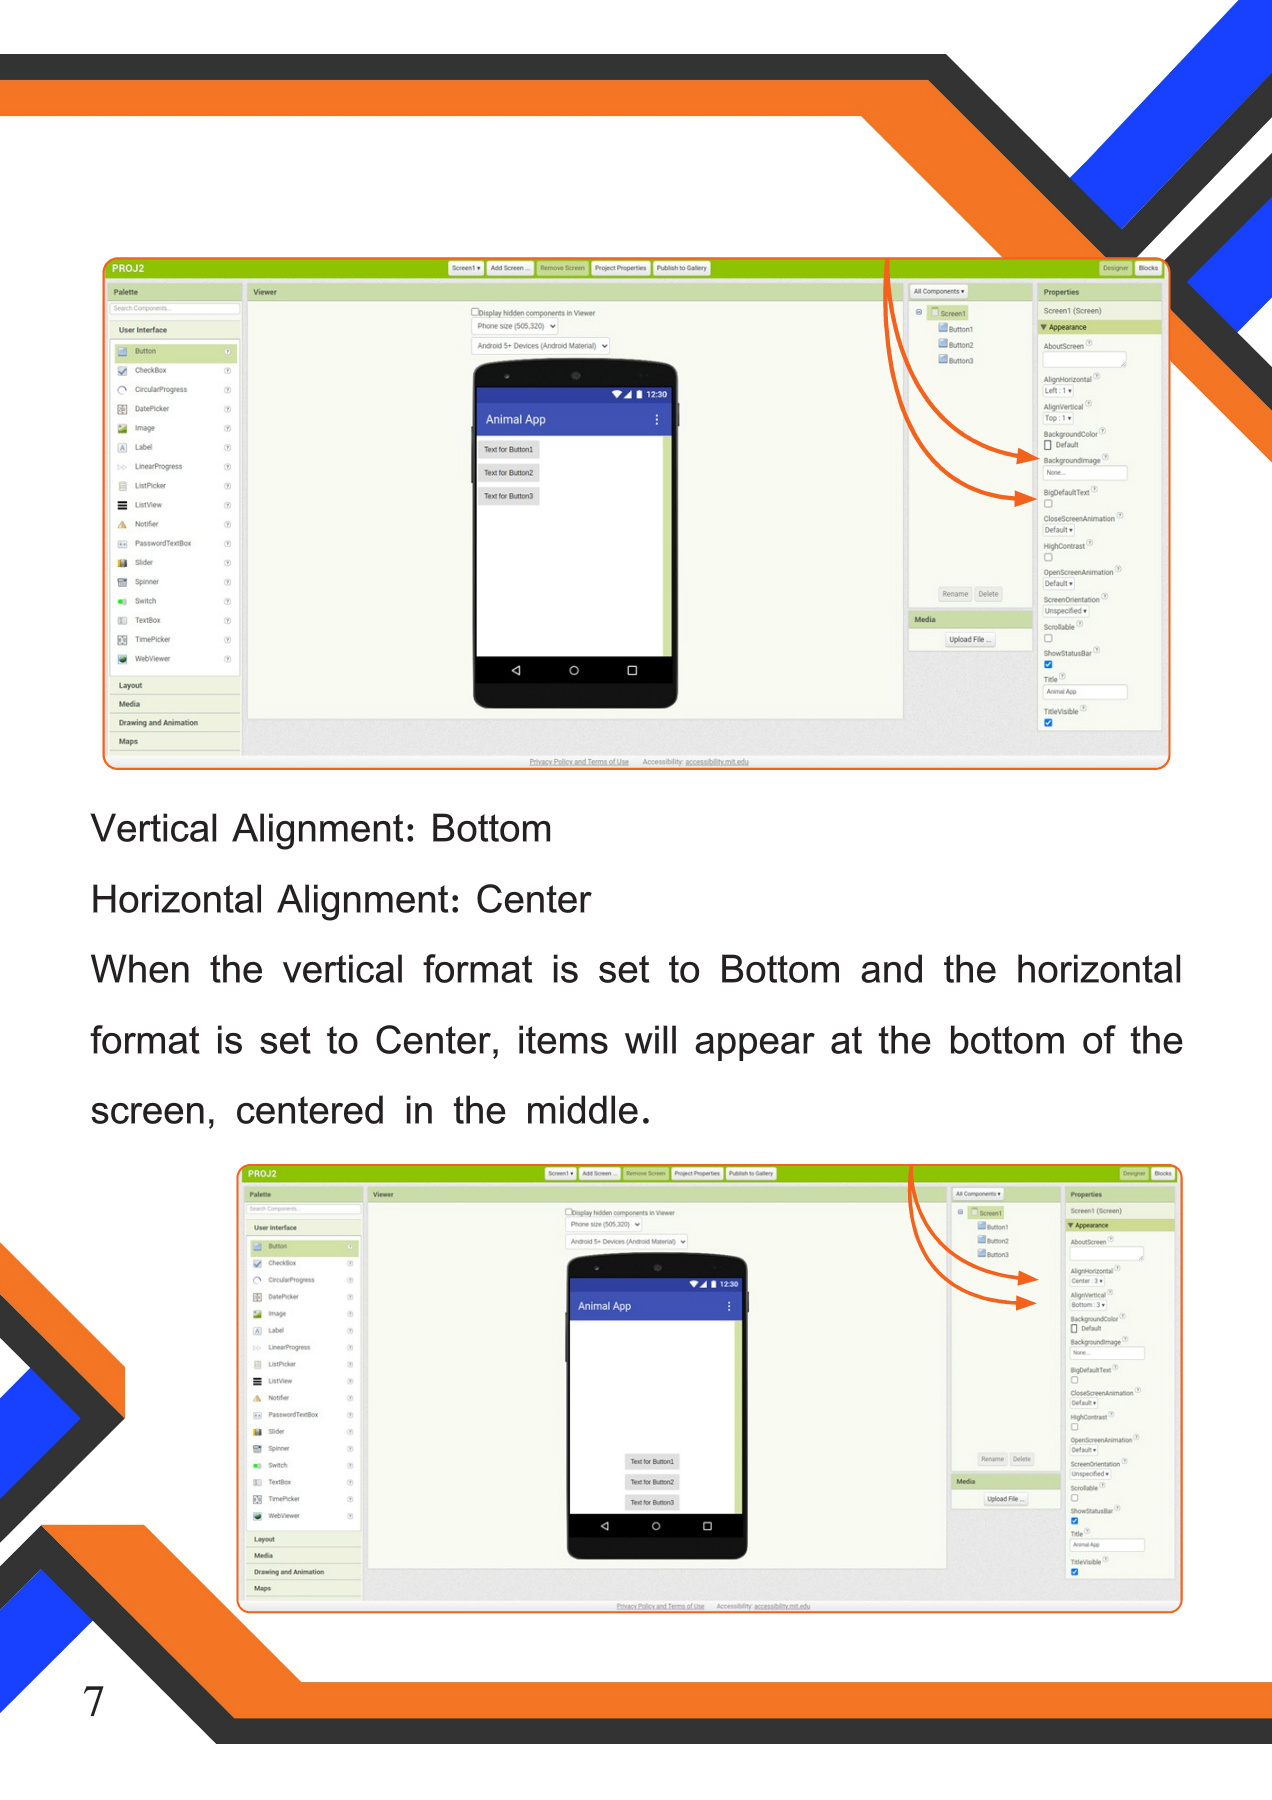 PROJ2
Screen1 ▾ Add Screen ... Remove Screen Project Properties Publish to Gallery
Designer Blocks
Palette
Search Components...
User Interface
Button
CheckBox
CircularProgress
DatePicker
Image
Label
LinearProgress
ListPicker
ListView
Notifier
PasswordTextBox
Slider
Spinner
Switch
TextBox
TimePicker
WebViewer
Layout
Media
Drawing and Animation
Maps
Viewer
Display hidden components in Viewer
Phone size (505,320)
Android 5+ Devices (Android Material)
12:30
Animal App
Text for Button1
Text for Button2
Text for Button3
All Components ▾
Screen1
Button1
Button2
Button3
Rename Delete
Media
Upload File ...
Properties
Screen1 (Screen)
Appearance
AboutScreen
AlignHorizontal
Left : 1 ▾
AlignVertical
Top : 1 ▾
BackgroundColor
Default
BackgroundImage
None...
BigDefaultText
CloseScreenAnimation
Default ▾
HighContrast
OpenScreenAnimation
Default ▾
ScreenOrientation
Unspecified ▾
Scrollable
ShowStatusBar
Title
Animal App
TitleVisible
Privacy Policy and Terms of Use Accessibility: accessibility.mit.edu
Vertical Alignment: Bottom
Horizontal Alignment: Center
When the vertical format is set to Bottom and the horizontal
format is set to Center, items will appear at the bottom of the
screen, centered in the middle.
PROJ2
Screen1 ▾ Add Screen ... Remove Screen Project Properties Publish to Gallery
Designer Blocks
Palette
Search Components...
User Interface
Button
CheckBox
CircularProgress
DatePicker
Image
Label
LinearProgress
ListPicker
ListView
Notifier
PasswordTextBox
Slider
Spinner
Switch
TextBox
TimePicker
WebViewer
Layout
Media
Drawing and Animation
Maps
Viewer
Display hidden components in Viewer
Phone size (505,320)
Android 5+ Devices (Android Material)
12:30
Animal App
Text for Button1
Text for Button2
Text for Button3
All Components ▾
Screen1
Button1
Button2
Button3
Rename Delete
Media
Upload File ...
Properties
Screen1 (Screen)
Appearance
AboutScreen
AlignHorizontal
Center : 3 ▾
AlignVertical
Bottom : 3 ▾
BackgroundColor
Default
BackgroundImage
None...
BigDefaultText
CloseScreenAnimation
Default ▾
HighContrast
OpenScreenAnimation
Default ▾
ScreenOrientation
Unspecified ▾
Scrollable
ShowStatusBar
Title
Animal App
TitleVisible
Privacy Policy and Terms of Use Accessibility: accessibility.mit.edu
7